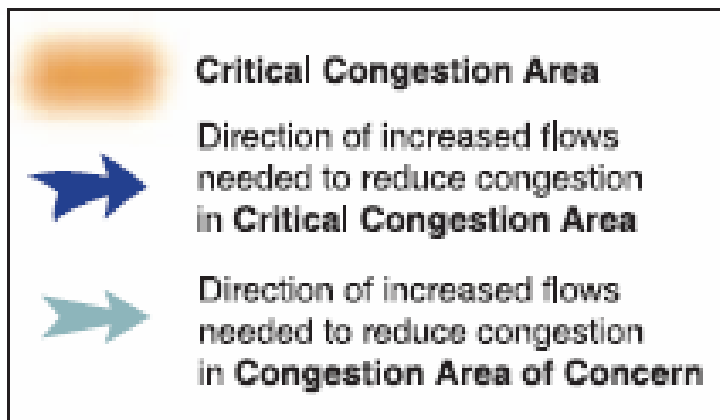 Critical Congestion Area
Direction of increased flows
needed to reduce congestion
in Critical Congestion Area
Direction of increased flows
needed to reduce congestion
in Congestion Area of Concern